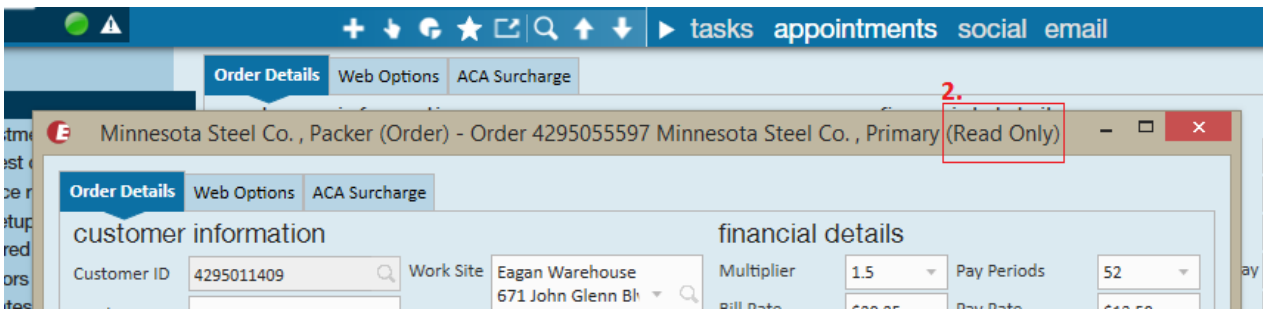 tasks appointments social email
Order Details Web Options ACA Surcharge
2.
Minnesota Steel Co. , Packer (Order) - Order 4295055597 Minnesota Steel Co. , Primary (Read Only)
Order Details Web Options ACA Surcharge
customer information financial details
Customer ID 4295011409 Work Site Eagan Warehouse Multiplier 1.5 Pay Periods 52
671 John Glenn Bl